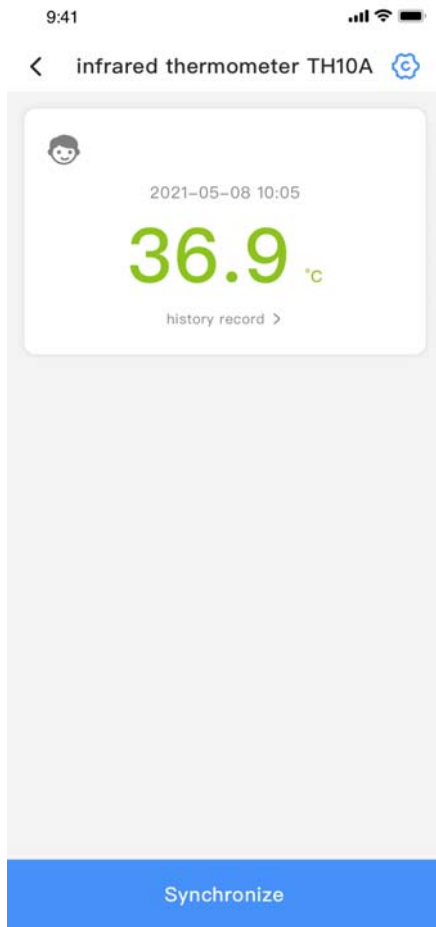 9:41
infrared thermometer TH10A
C
2021-05-08 10:05
36.9 °C
history record >
Synchronize